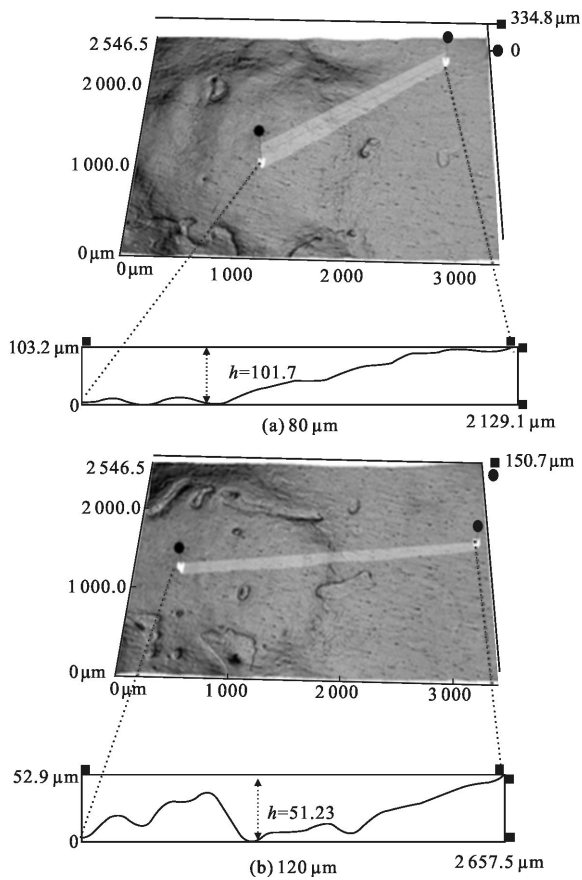 334.8 µm
2 546.5
0
2 000.0
1 000.0
0 µm
0 µm 1 000 2 000 3 000
103.2 µm
h=101.7
0
(a) 80 µm
2 129.1 µm
2 546.5
150.7 µm
2 000.0
1 000.0
0 µm
0 µm 1 000 2 000 3 000
52.9 µm
h=51.23
0
(b) 120 µm
2 657.5 µm